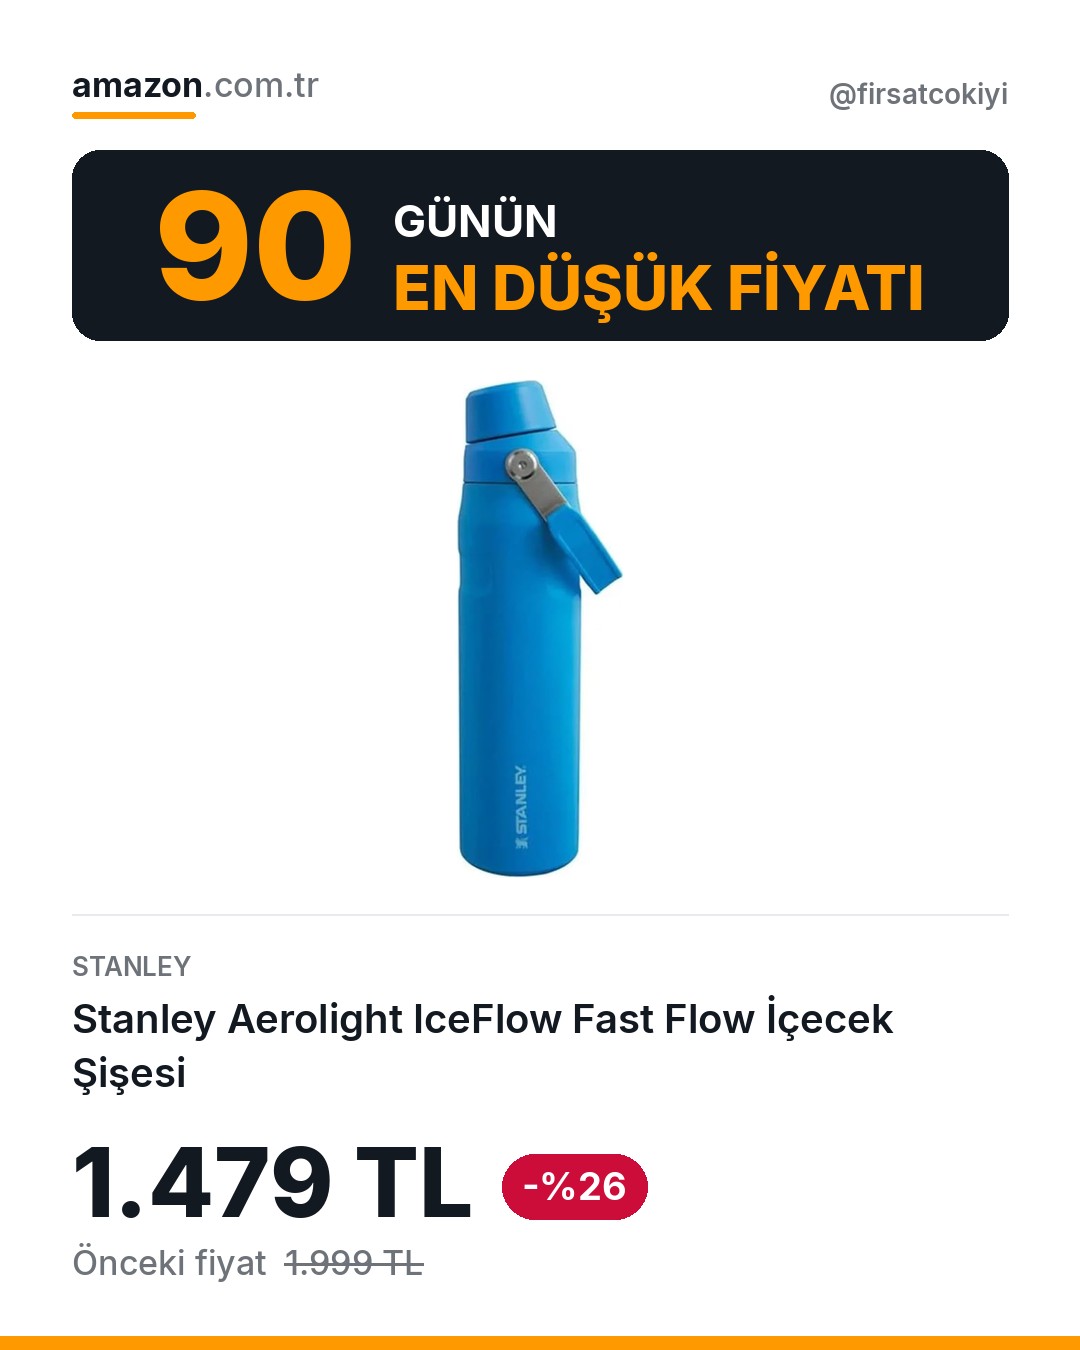 amazon.com.tr
@firsatcokiyi
90
GÜNÜN
EN DÜŞÜK FİYATI
STANLEY
STANLEY
Stanley Aerolight IceFlow Fast Flow İçecek
Şişesi
1.479 TL
-%26
Önceki fiyat 1.999 TL